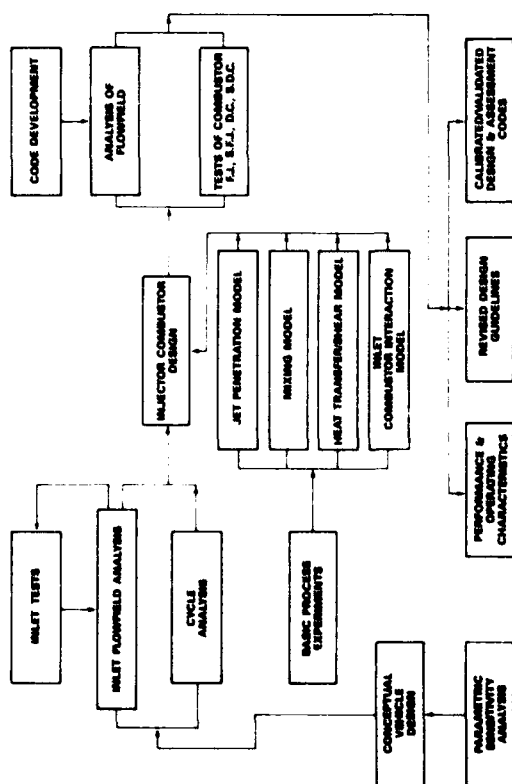 INLET TESTS
INLET FLOWFIELD ANALYSIS
CYCLE
ANALYSIS
CONCEPTUAL
VEHICLE
DESIGN
PARAMETRIC
SENSITIVITY
ANALYSIS
BASIC PROCESS
EXPERIMENTS
INJECTOR COMBUSTOR
DESIGN
JET PENETRATION MODEL
MIXING MODEL
HEAT TRANSFER/SHEAR MODEL
INLET
COMBUSTOR INTERACTION
MODEL
CODE DEVELOPMENT
ANALYSIS OF
FLOWFIELD
TESTS OF COMBUSTOR
F.J., S.F.J., D.C., S.D.C.
PERFORMANCE &
OPERATING
CHARACTERISTICS
REVISED DESIGN
GUIDELINES
CALIBRATED/VALIDATED
DESIGN & ASSESSMENT
CODES